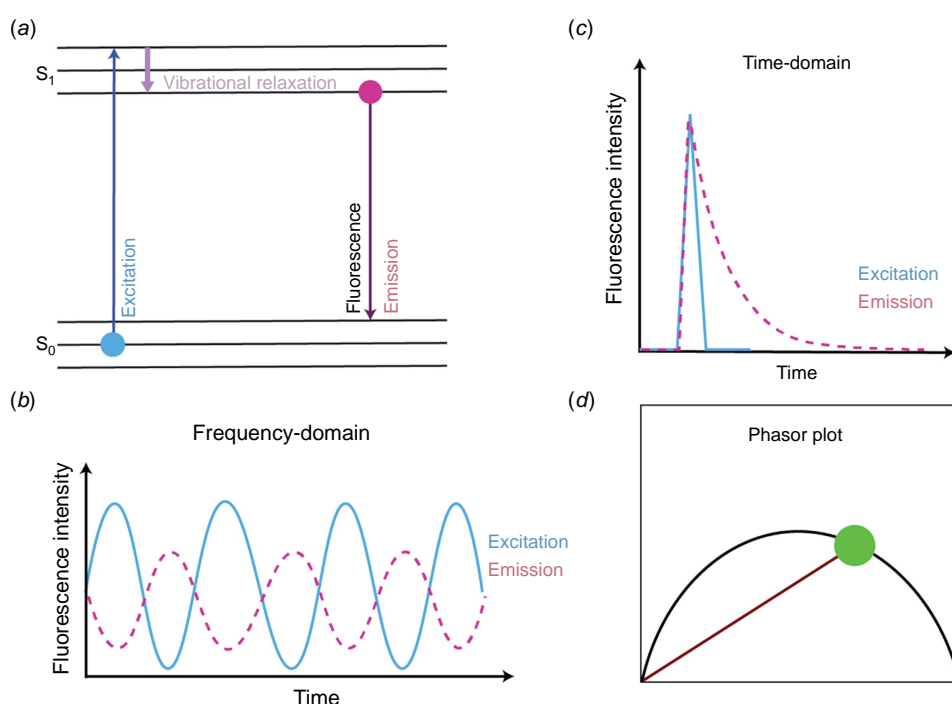 (a)
S1
Vibrational relaxation
Excitation
Fluorescence
Emission
S0
(b)
Frequency-domain
Fluorescence intensity
Excitation
Emission
Time
(c)
Time-domain
Fluorescence intensity
Excitation
Emission
Time
(d)
Phasor plot